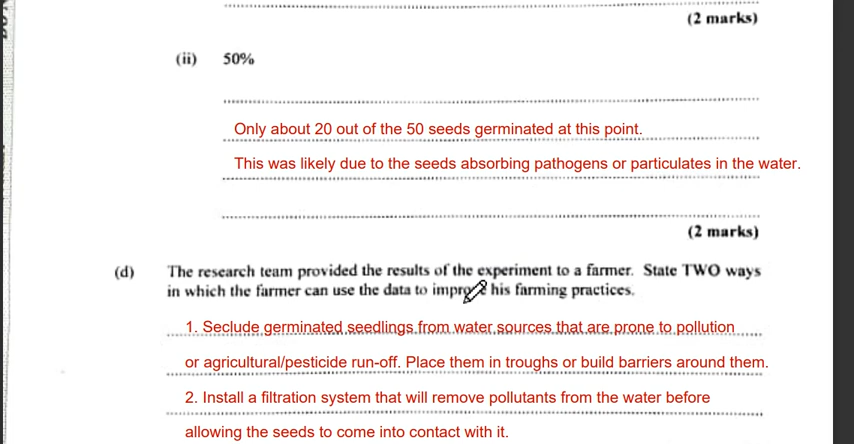 (2 marks)
(ii) 50%
Only about 20 out of the 50 seeds germinated at this point.
This was likely due to the seeds absorbing pathogens or particulates in the water.
(2 marks)
(d) The research team provided the results of the experiment to a farmer. State TWO ways
in which the farmer can use the data to improve his farming practices.
1. Seclude germinated seedlings from water sources that are prone to pollution
or agricultural/pesticide run-off. Place them in troughs or build barriers around them.
2. Install a filtration system that will remove pollutants from the water before
allowing the seeds to come into contact with it.